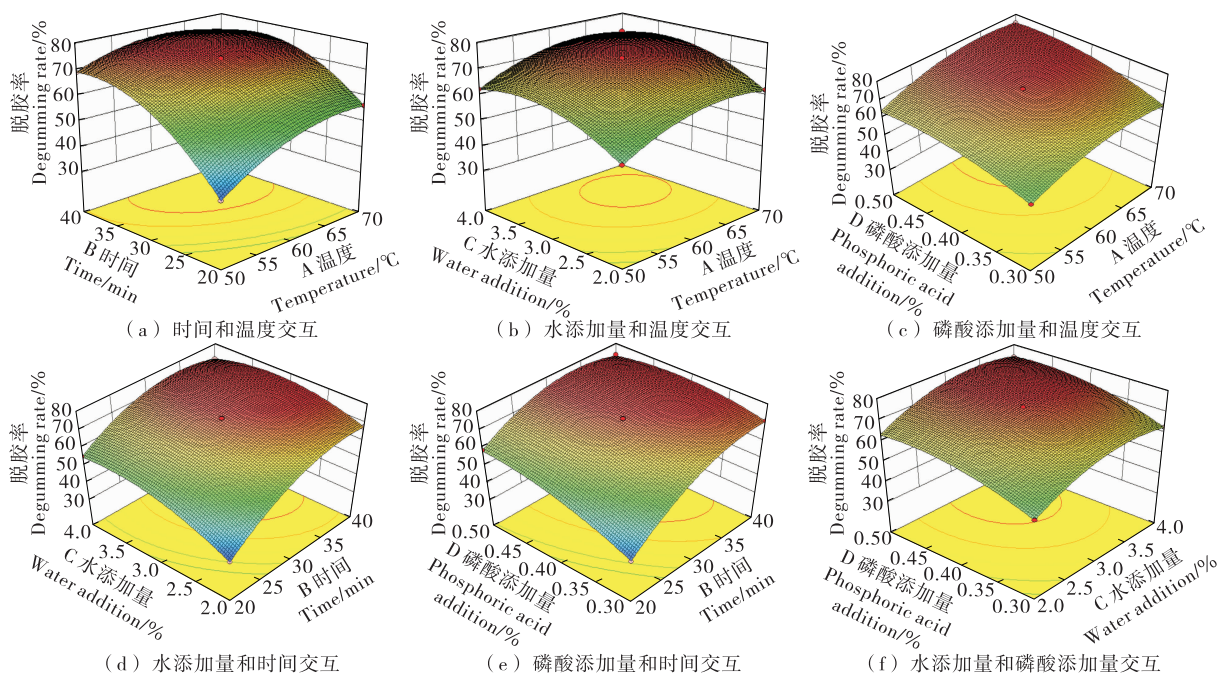 脱胶率
Degumming rate/%
80
70
60
50
40
30
40
35
30
25
20
B 时间
Time/min
50
55
60
65
70
A 温度
Temperature/℃
(a) 时间和温度交互
脱胶率
Degumming rate/%
80
70
60
50
40
30
4.0
3.5
3.0
2.5
2.0
C 水添加量
Water addition/%
50
55
60
65
70
A 温度
Temperature/℃
(b) 水添加量和温度交互
脱胶率
Degumming rate/%
80
70
60
50
40
30
0.50
0.45
0.40
0.35
0.30
D 磷酸添加量
Phosphoric acid
addition/%
50
55
60
65
70
A 温度
Temperature/℃
(c) 磷酸添加量和温度交互
脱胶率
Degumming rate/%
80
70
60
50
40
30
4.0
3.5
3.0
2.5
2.0
C 水添加量
Water addition/%
20
25
30
35
40
B 时间
Time/min
(d) 水添加量和时间交互
脱胶率
Degumming rate/%
80
70
60
50
40
30
0.50
0.45
0.40
0.35
0.30
D 磷酸添加量
Phosphoric acid
addition/%
20
25
30
35
40
B 时间
Time/min
(e) 磷酸添加量和时间交互
脱胶率
Degumming rate/%
80
70
60
50
40
30
0.50
0.45
0.40
0.35
0.30
D 磷酸添加量
Phosphoric acid
addition/%
2.0
2.5
3.0
3.5
4.0
C 水添加量
Water addition/%
(f) 水添加量和磷酸添加量交互